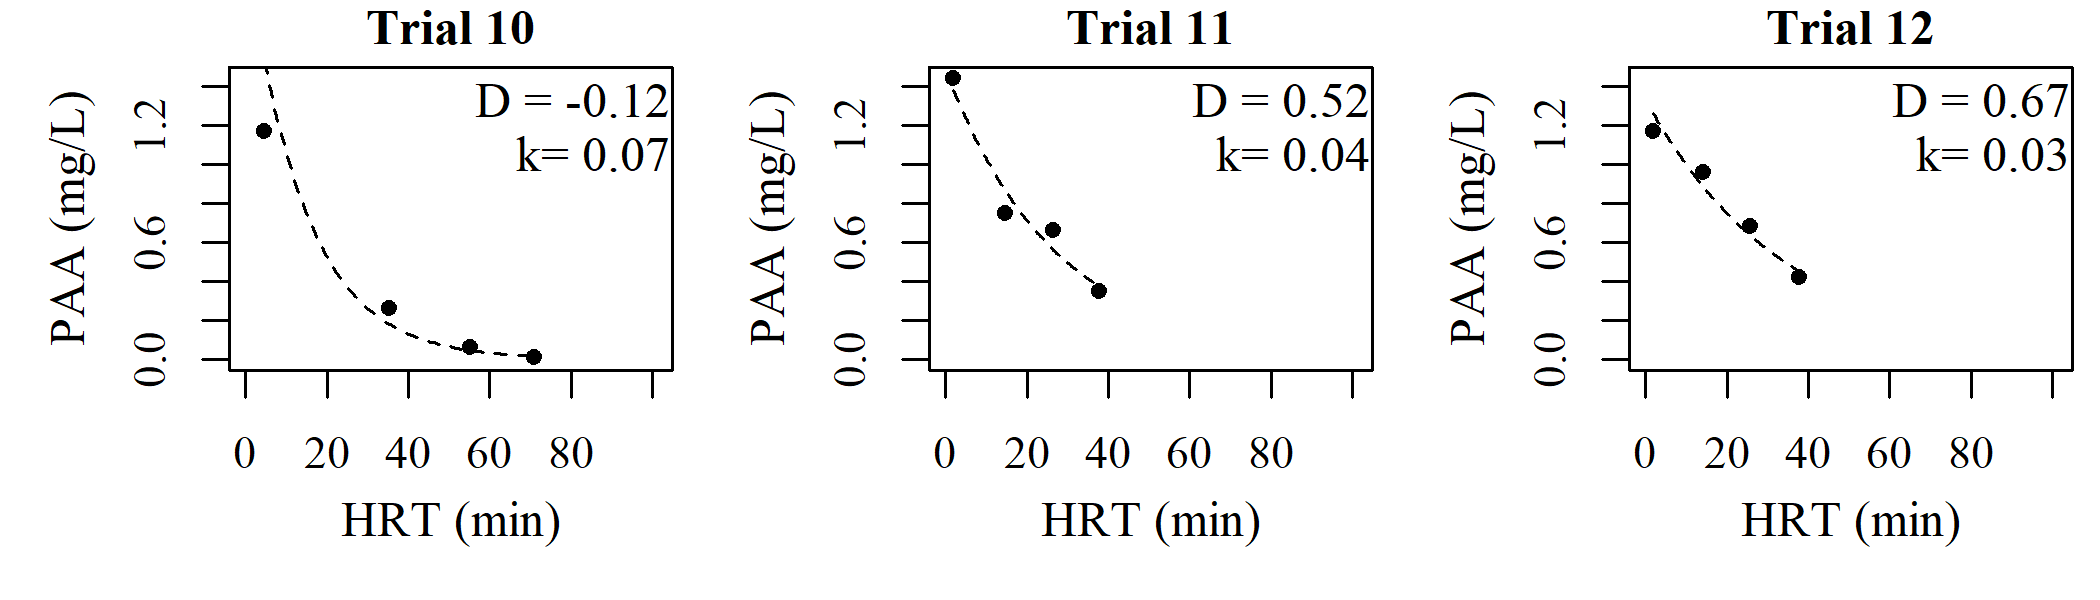 Trial 10
D = -0.12
k= 0.07
PAA (mg/L)
0.0 0.6 1.2
0 20 40 60 80
HRT (min)
Trial 11
D = 0.52
k= 0.04
PAA (mg/L)
0.0 0.6 1.2
0 20 40 60 80
HRT (min)
Trial 12
D = 0.67
k= 0.03
PAA (mg/L)
0.0 0.6 1.2
0 20 40 60 80
HRT (min)